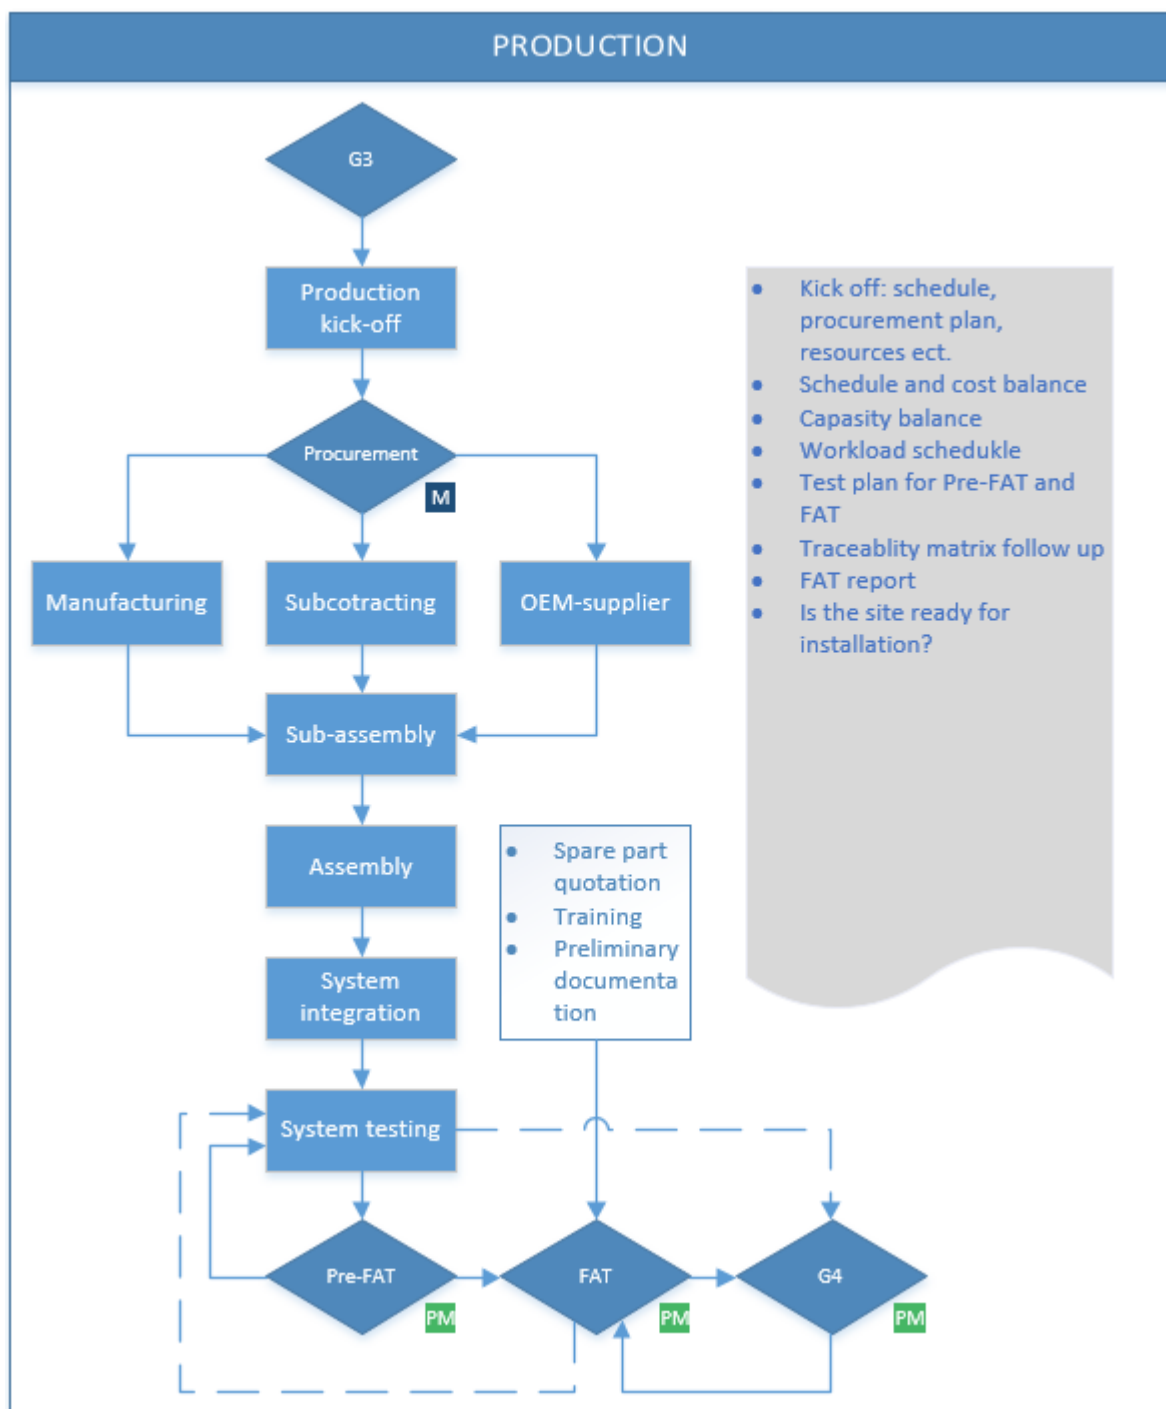 PRODUCTION
G3
Production
kick-off
Procurement
M
Manufacturing
Subcotracting
OEM-supplier
Sub-assembly
Assembly
System
integration
System testing
Pre-FAT
PM
FAT
PM
G4
PM
• Spare part
quotation
• Training
• Preliminary
documenta
tion
• Kick off: schedule,
procurement plan,
resources ect.
• Schedule and cost balance
• Capasity balance
• Workload schedukle
• Test plan for Pre-FAT and
FAT
• Traceablity matrix follow up
• FAT report
• Is the site ready for
installation?